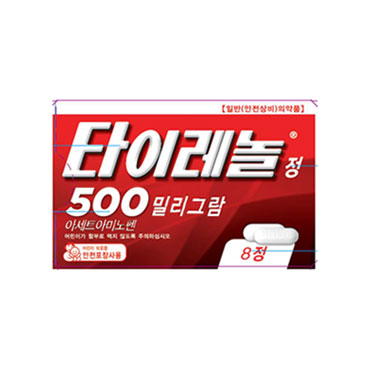 【일반(안전상비)의약품】
타이레놀® 정
500 밀리그람
아세트아미노펜
어린이가 함부로 먹지 않도록 주의하십시오
어린이 보호용
안전포장사용
8정